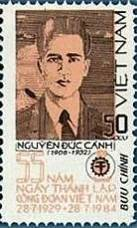 VIỆT NAM
50
XU
BƯU CHÍNH
NGUYỄN ĐỨC CẢNH
(1908-1932)
55 NĂM
NGÀY THÀNH LẬP
CÔNG ĐOÀN VIỆT NAM
28·7·1929 - 28·7·1984